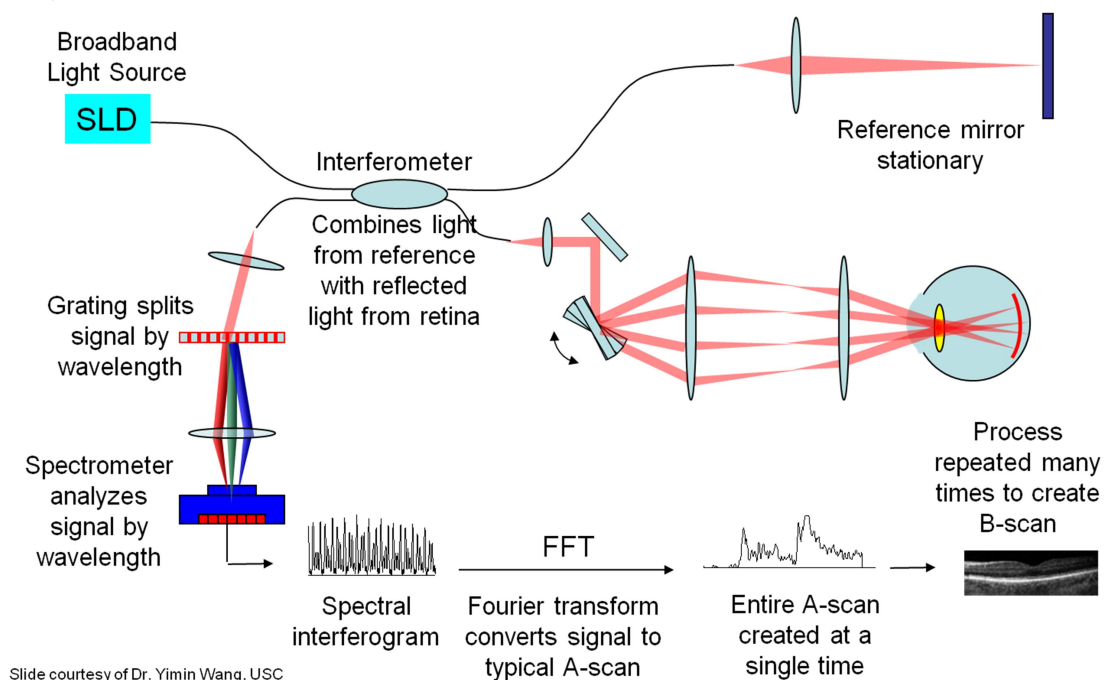 Broadband
Light Source
SLD
Interferometer
Combines light
from reference
with reflected
light from retina
Reference mirror
stationary
Grating splits
signal by
wavelength
Spectrometer
analyzes
signal by
wavelength
Spectral
interferogram
FFT
Fourier transform
converts signal to
typical A-scan
Entire A-scan
created at a
single time
Process
repeated many
times to create
B-scan
Slide courtesy of Dr. Yimin Wang, USC